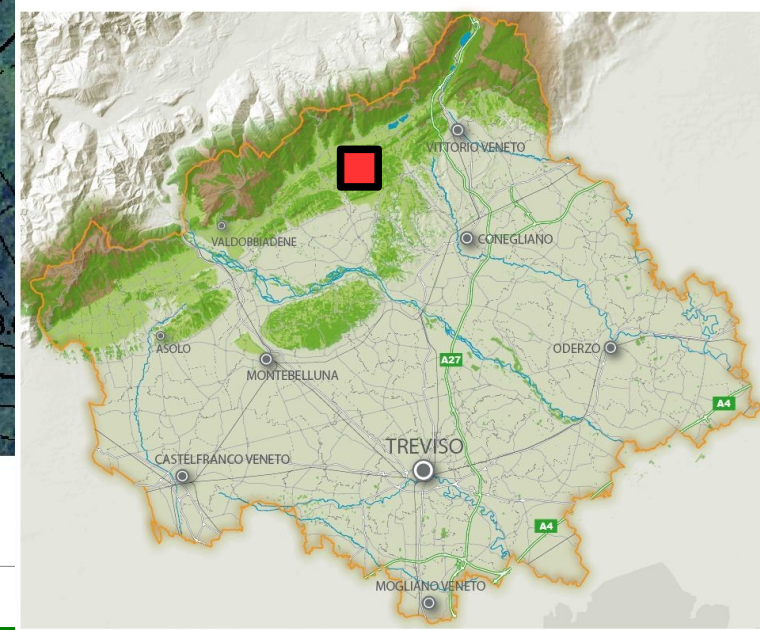 VITTORIO VENETO
VALDOBBIADENE
CONEGLIANO
ASOLO
MONTEBELLUNA
A27
ODERZO
A4
TREVISO
CASTELFRANCO VENETO
A4
MOGLIANO VENETO